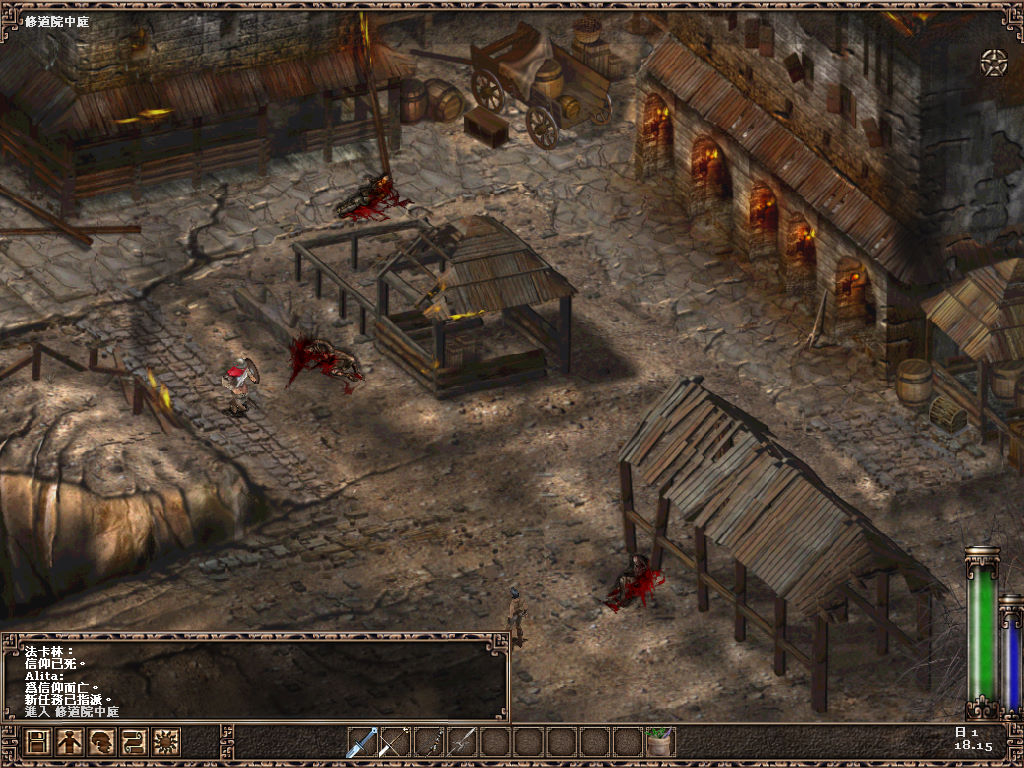 修道院中庭
法卡林：
信仰已死。
Alita:
爲信仰而亡。
新任務已指派。
進入 修道院中庭
日 1
18.15